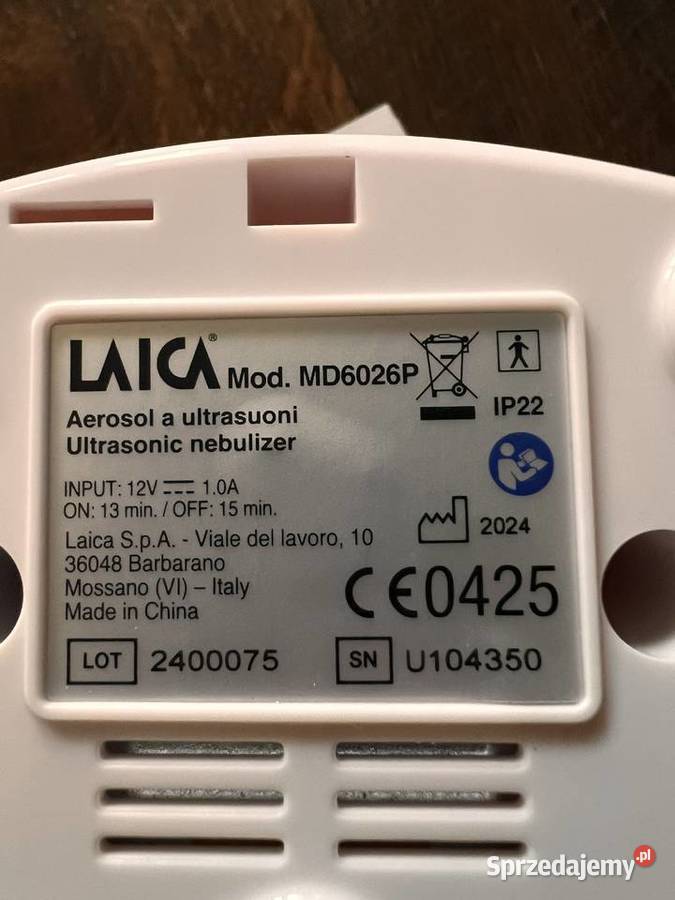 LAICA® Mod. MD6026P
Aerosol a ultrasuoni
Ultrasonic nebulizer
IP22
INPUT: 12V ⎓ 1.0A
ON: 13 min. / OFF: 15 min.
Laica S.p.A. - Viale del lavoro, 10
36048 Barbarano
Mossano (VI) – Italy
Made in China
2024
CE0425
LOT 2400075
SN U104350
Sprzedajemy.pl